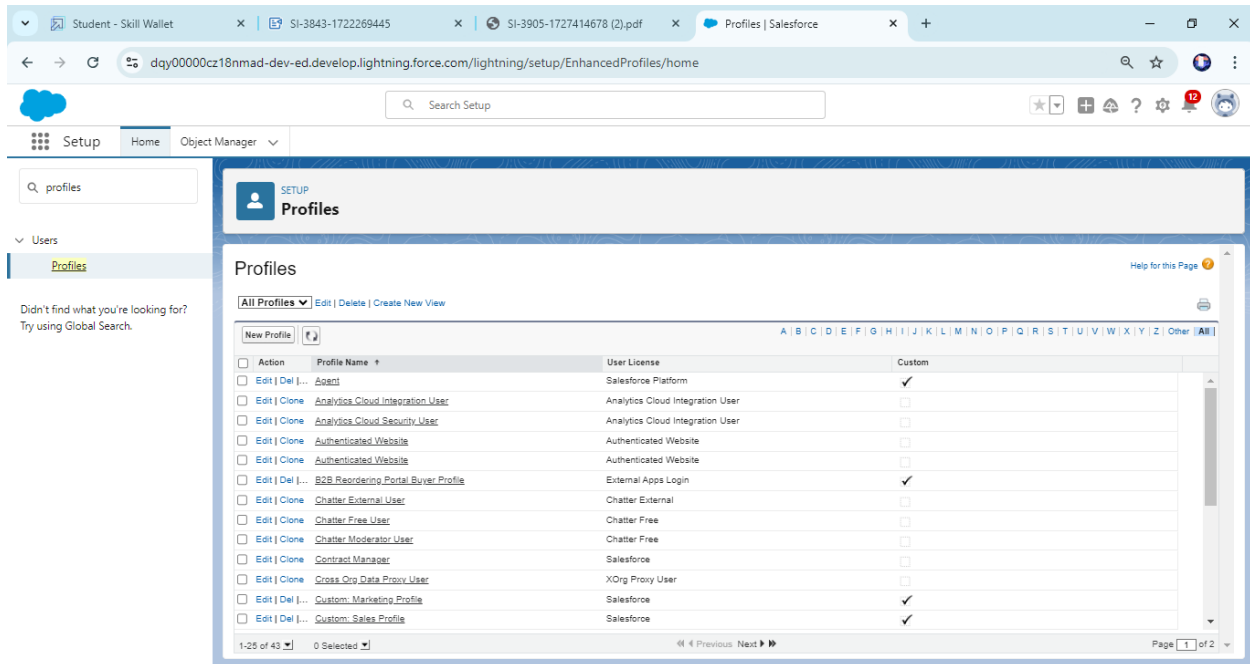 Student - Skill Wallet
SI-3843-1722269445
SI-3905-1727414678 (2).pdf
Profiles | Salesforce
dqy00000cz18nmad-dev-ed.develop.lightning.force.com/lightning/setup/EnhancedProfiles/home
Search Setup
12
Setup Home Object Manager
profiles
Users
Profiles
Didn't find what you're looking for?
Try using Global Search.
SETUP
Profiles
Profiles
Help for this Page
All Profiles Edit | Delete | Create New View
New Profile A | B | C | D | E | F | G | H | I | J | K | L | M | N | O | P | Q | R | S | T | U | V | W | X | Y | Z | Other All
Action Profile Name User License Custom
Edit | Del |... Agent Salesforce Platform
Edit | Clone Analytics Cloud Integration User Analytics Cloud Integration User
Edit | Clone Analytics Cloud Security User Analytics Cloud Integration User
Edit | Clone Authenticated Website Authenticated Website
Edit | Clone Authenticated Website Authenticated Website
Edit | Del |... B2B Reordering Portal Buyer Profile External Apps Login
Edit | Clone Chatter External User Chatter External
Edit | Clone Chatter Free User Chatter Free
Edit | Clone Chatter Moderator User Chatter Free
Edit | Clone Contract Manager Salesforce
Edit | Clone Cross Org Data Proxy User XOrg Proxy User
Edit | Del |... Custom: Marketing Profile Salesforce
Edit | Del |... Custom: Sales Profile Salesforce
1-25 of 43 0 Selected Previous Next Page 1 of 2